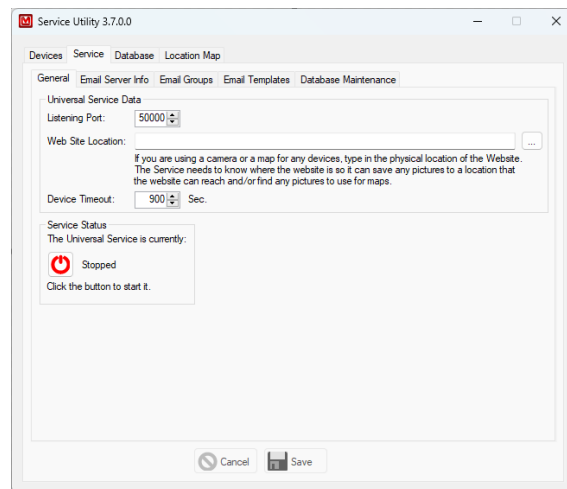 Service Utility 3.7.0.0
Devices Service Database Location Map
General Email Server Info Email Groups Email Templates Database Maintenance
Universal Service Data
Listening Port: 50000
Web Site Location: ...
If you are using a camera or a map for any devices, type in the physical location of the Website.
The Service needs to know where the website is so it can save any pictures to a location that
the website can reach and/or find any pictures to use for maps.
Device Timeout: 900 Sec.
Service Status
The Universal Service is currently:
Stopped
Click the button to start it.
Cancel Save